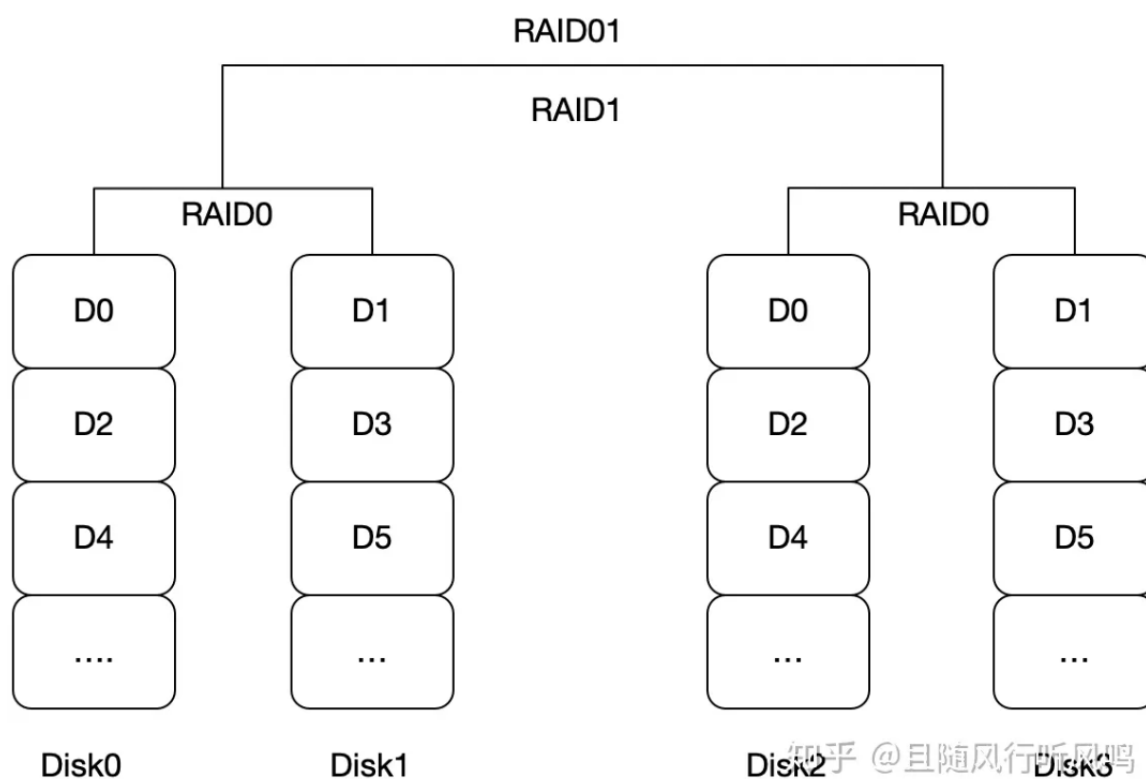 RAID01
RAID1
RAID0 RAID0
D0 D1 D0 D1
D2 D3 D2 D3
D4 D5 D4 D5
.... ... ... ...
Disk0 Disk1 Disk2 Disk3
知乎 @且随风行听风鸣